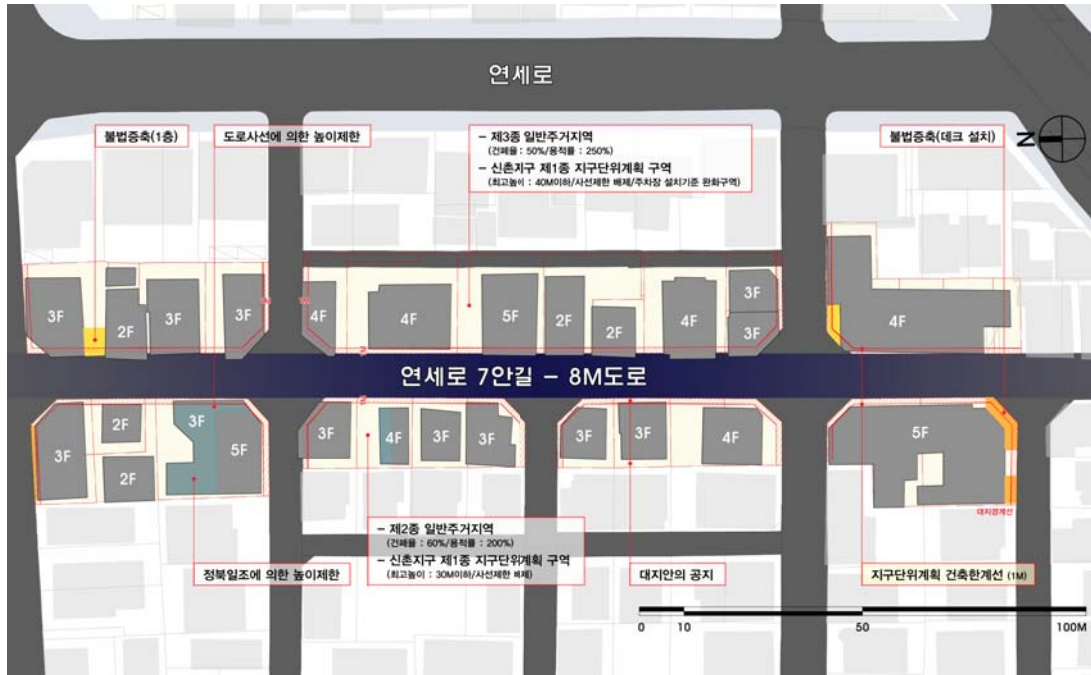 연세로
불법증축(1층)
도로사선에 의한 높이제한
- 제3종 일반주거지역
(건폐율 : 50%/용적률 : 250%)
- 신촌지구 제1종 지구단위계획 구역
(최고높이 : 40M이하/사선제한 배제/주차장 설치기준 완화구역)
불법증축(데크 설치)
N
3F
2F
3F
3F
4F
4F
5F
2F
2F
4F
3F
3F
4F
연세로 7안길 - 8M도로
3F
2F
2F
3F
5F
3F
4F
3F
3F
3F
3F
4F
5F
대지경계선
- 제2종 일반주거지역
(건폐율 : 60%/용적률 : 200%)
- 신촌지구 제1종 지구단위계획 구역
(최고높이 : 30M이하/사선제한 배제)
정북일조에 의한 높이제한
대지안의 공지
지구단위계획 건축한계선 (1M)
0 10 50 100M